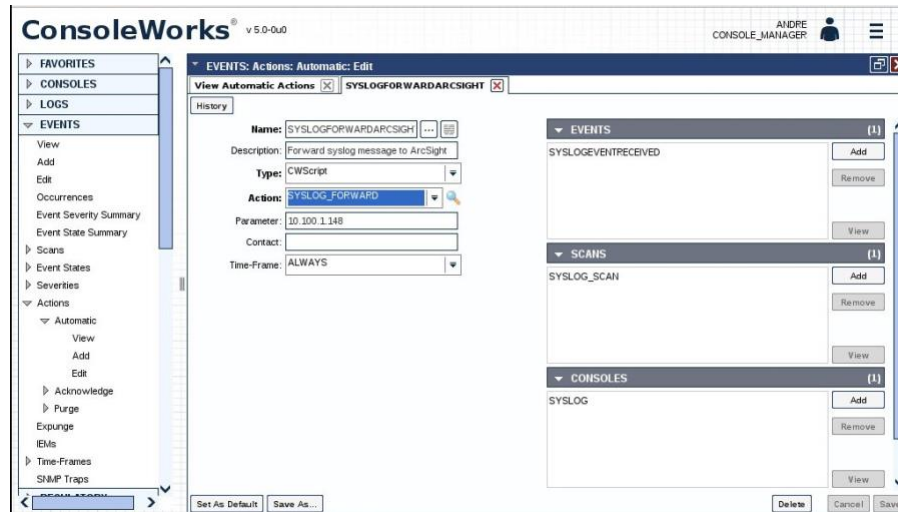 ConsoleWorks® v 5.0-0u0
ANDRE
CONSOLE_MANAGER
FAVORITES
CONSOLES
LOGS
EVENTS
View
Add
Edit
Occurrences
Event Severity Summary
Event State Summary
Scans
Event States
Severities
Actions
Automatic
View
Add
Edit
Acknowledge
Purge
Expunge
IEMs
Time-Frames
SNMP Traps
REGULATORY
EVENTS: Actions: Automatic: Edit
View Automatic Actions
SYSLOGFORWARDARCSIGHT
History
Name: SYSLOGFORWARDARCSIGH
Description: Forward syslog message to ArcSight
Type: CWScript
Action: SYSLOG_FORWARD
Parameter: 10.100.1.148
Contact:
Time-Frame: ALWAYS
EVENTS (1)
SYSLOGEVENTRECEIVED
Add
Remove
View
SCANS (1)
SYSLOG_SCAN
Add
Remove
View
CONSOLES (1)
SYSLOG
Add
Remove
View
Set As Default
Save As...
Delete
Cancel
Save